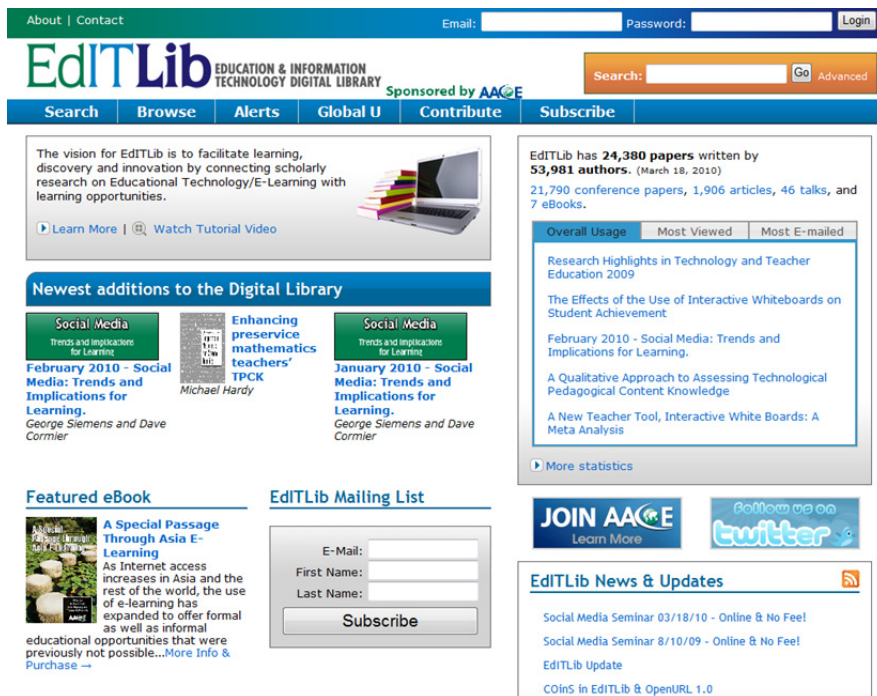 About | Contact
Email:
Password:
Login
EdITLib EDUCATION & INFORMATION
TECHNOLOGY DIGITAL LIBRARY
Sponsored by AACE
Search:
Go
Advanced
Search
Browse
Alerts
Global U
Contribute
Subscribe
The vision for EdITLib is to facilitate learning,
discovery and innovation by connecting scholarly
research on Educational Technology/E-Learning with
learning opportunities.
Learn More | Watch Tutorial Video
Newest additions to the Digital Library
Social Media
Trends and Implications
for Learning
February 2010 - Social
Media: Trends and
Implications for
Learning.
George Siemens and Dave
Cormier
Enhancing
preservice
mathematics
teachers'
TPCK
Michael Hardy
Social Media
Trends and Implications
for Learning
January 2010 - Social
Media: Trends and
Implications for
Learning.
George Siemens and Dave
Cormier
Featured eBook
A Special
Passage Through
Asia E-Learning
AACE
A Special Passage
Through Asia E-
Learning
As Internet access
increases in Asia and the
rest of the world, the use
of e-learning has
expanded to offer formal
as well as informal
educational opportunities that were
previously not possible...More Info &
Purchase →
EdITLib Mailing List
E-Mail:
First Name:
Last Name:
Subscribe
EdITLib has 24,380 papers written by
53,981 authors. (March 18, 2010)
21,790 conference papers, 1,906 articles, 46 talks, and
7 eBooks.
Overall Usage
Most Viewed
Most E-mailed
Research Highlights in Technology and Teacher
Education 2009
The Effects of the Use of Interactive Whiteboards on
Student Achievement
February 2010 - Social Media: Trends and
Implications for Learning.
A Qualitative Approach to Assessing Technological
Pedagogical Content Knowledge
A New Teacher Tool, Interactive White Boards: A
Meta Analysis
More statistics
JOIN AACE
Learn More
Follow us on
twitter
EdITLib News & Updates
Social Media Seminar 03/18/10 - Online & No Fee!
Social Media Seminar 8/10/09 - Online & No Fee!
EdITLib Update
COinS in EdITLib & OpenURL 1.0